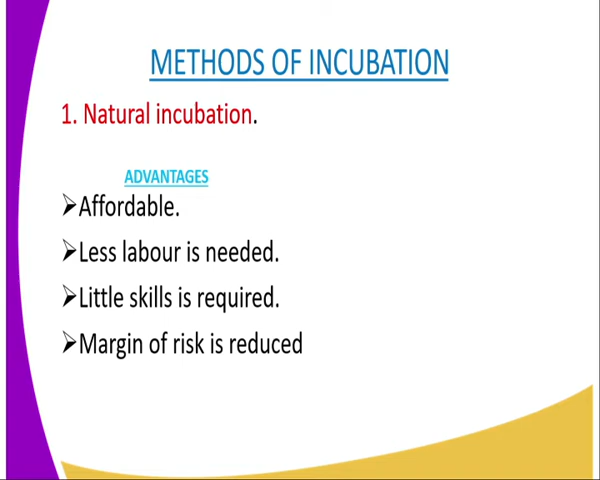 METHODS OF INCUBATION
1. Natural incubation.
ADVANTAGES
➢Affordable.
➢Less labour is needed.
➢Little skills is required.
➢Margin of risk is reduced